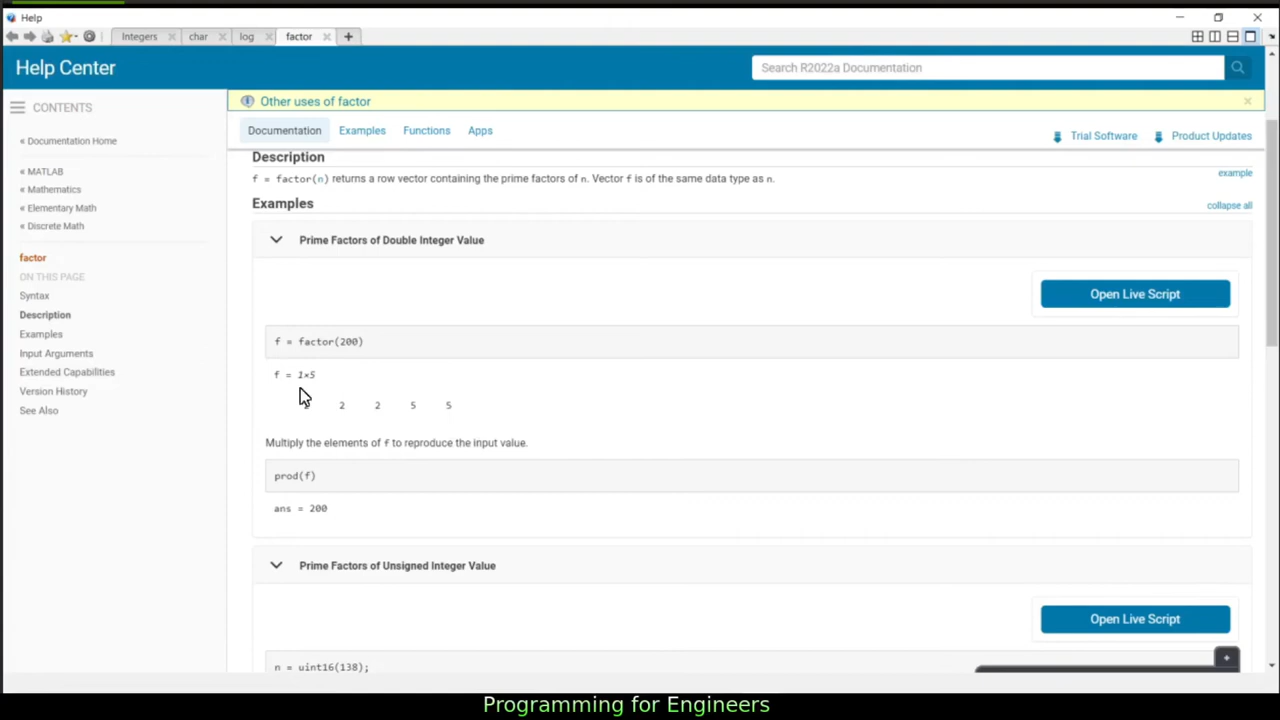 Help
Integers
char
log
factor
Help Center
Search R2022a Documentation
CONTENTS
Other uses of factor
« Documentation Home
Documentation
Examples
Functions
Apps
Trial Software
Product Updates
« MATLAB
« Mathematics
« Elementary Math
« Discrete Math
factor
ON THIS PAGE
Syntax
Description
Examples
Input Arguments
Extended Capabilities
Version History
See Also
Description
f = factor(n) returns a row vector containing the prime factors of n. Vector f is of the same data type as n.
example
Examples
collapse all
Prime Factors of Double Integer Value
Open Live Script
f = factor(200)
f = 1×5
2 2 5 5
Multiply the elements of f to reproduce the input value.
prod(f)
ans = 200
Prime Factors of Unsigned Integer Value
Open Live Script
n = uint16(138);
Programming for Engineers